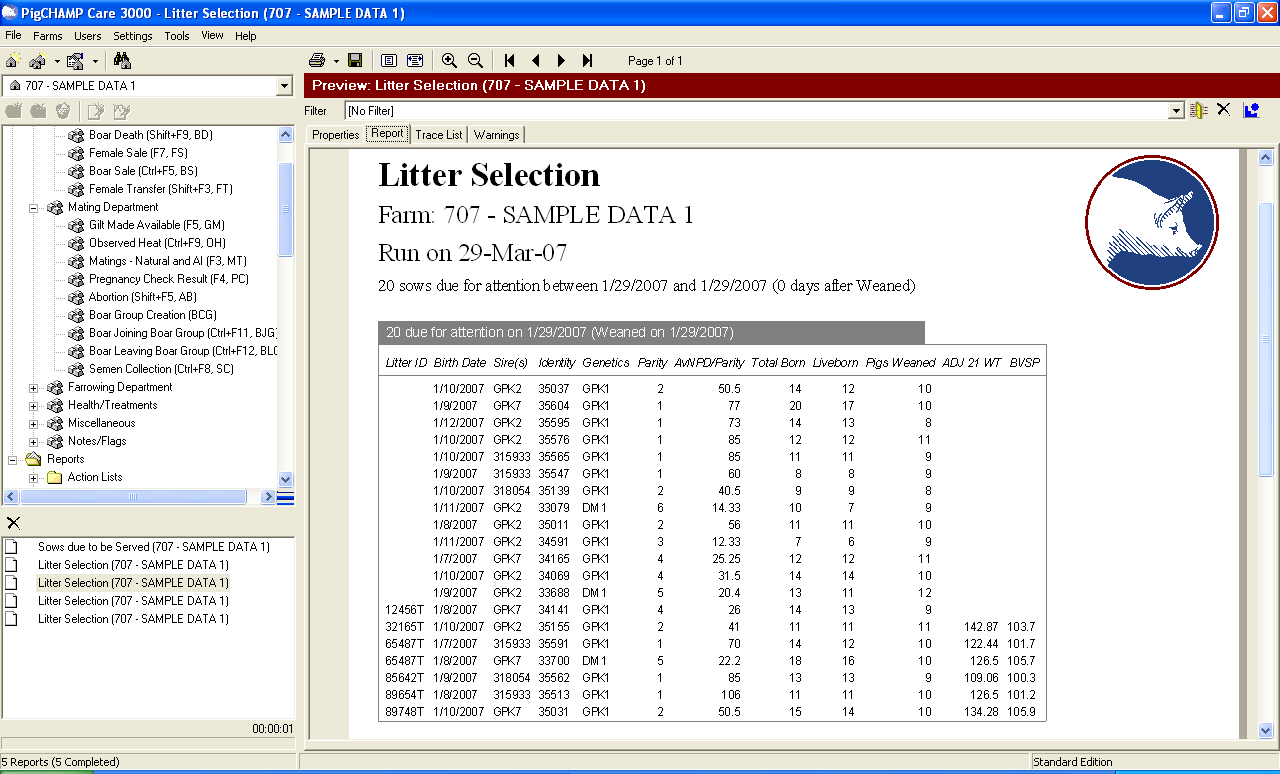 PigCHAMP Care 3000 - Litter Selection (707 - SAMPLE DATA 1)
File Farms Users Settings Tools View Help
Page 1 of 1
707 - SAMPLE DATA 1
Preview: Litter Selection (707 - SAMPLE DATA 1)
Filter [No Filter]
Properties Report Trace List Warnings
Boar Death (Shift+F9, BD)
Female Sale (F7, FS)
Boar Sale (Ctrl+F5, BS)
Female Transfer (Shift+F3, FT)
Mating Department
Gilt Made Available (F5, GM)
Observed Heat (Ctrl+F9, OH)
Matings - Natural and AI (F3, MT)
Pregnancy Check Result (F4, PC)
Abortion (Shift+F5, AB)
Boar Group Creation (BCG)
Boar Joining Boar Group (Ctrl+F11, BJG)
Boar Leaving Boar Group (Ctrl+F12, BLG
Semen Collection (Ctrl+F8, SC)
Farrowing Department
Health/Treatments
Miscellaneous
Notes/Flags
Reports
Action Lists
Sows due to be Served (707 - SAMPLE DATA 1)
Litter Selection (707 - SAMPLE DATA 1)
Litter Selection (707 - SAMPLE DATA 1)
Litter Selection (707 - SAMPLE DATA 1)
Litter Selection (707 - SAMPLE DATA 1)
00:00:01
Litter Selection
Farm: 707 - SAMPLE DATA 1
Run on 29-Mar-07
20 sows due for attention between 1/29/2007 and 1/29/2007 (0 days after Weaned)
20 due for attention on 1/29/2007 (Weaned on 1/29/2007)
Litter ID Birth Date Sire(s) Identity Genetics Parity AvNPD/Parity Total Born Liveborn Pigs Weaned ADJ 21 WT BV/SP
1/10/2007 GPK2 35037 GPK1 2 50.5 14 12 10
1/9/2007 GPK7 35604 GPK1 1 77 20 17 10
1/12/2007 GPK2 35595 GPK1 1 73 14 13 8
1/10/2007 GPK2 35576 GPK1 1 85 12 12 11
1/10/2007 315933 35565 GPK1 1 85 11 11 9
1/9/2007 315933 35547 GPK1 1 60 8 8 9
1/10/2007 318054 35139 GPK1 2 40.5 9 9 8
1/11/2007 GPK2 33079 DM1 6 14.33 10 7 9
1/8/2007 GPK2 35011 GPK1 2 56 11 11 10
1/11/2007 GPK2 34591 GPK1 3 12.33 7 6 9
1/7/2007 GPK7 34165 GPK1 4 25.25 12 12 11
1/10/2007 GPK2 34069 GPK1 4 31.5 14 14 10
1/9/2007 GPK2 33688 DM1 5 20.4 13 11 12
12456T 1/8/2007 GPK7 34141 GPK1 4 26 14 13 9
32165T 1/10/2007 GPK2 35155 GPK1 2 41 11 11 11 142.87 103.7
65487T 1/7/2007 315933 35591 GPK1 1 70 14 12 10 122.44 101.7
65487T 1/8/2007 GPK7 33700 DM1 5 22.2 18 16 10 126.5 105.7
85642T 1/9/2007 318054 35562 GPK1 1 85 13 13 9 109.06 100.3
89654T 1/8/2007 315933 35513 GPK1 1 106 11 11 10 126.5 101.2
89748T 1/10/2007 GPK7 35031 GPK1 2 50.5 15 14 10 134.28 105.9
5 Reports (5 Completed)
Standard Edition